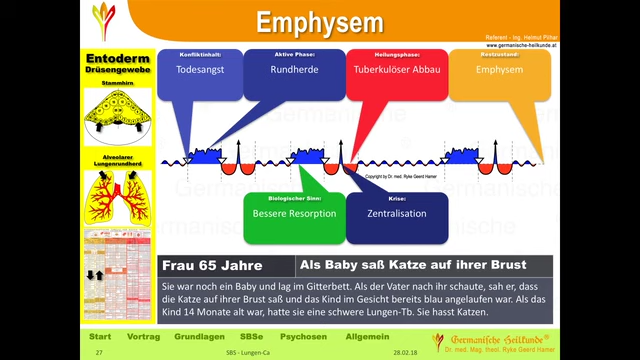 Emphysem
Referent - Ing. Helmut Pilhar
www.germanische-heilkunde.at
Entoderm
Drüsengewebe
Stammhirn
Alveolarer
Lungenrundherd
Konfliktinhalt:
Todesangst
Aktive Phase:
Rundherde
Heilungsphase:
Tuberkulöser Abbau
Restzustand:
Emphysem
Copyright by Dr. med. Ryke Geerd Hamer
Biologischer Sinn:
Bessere Resorption
Krise:
Zentralisation
Frau 65 Jahre
Als Baby saß Katze auf ihrer Brust
Sie war noch ein Baby und lag im Gitterbett. Als der Vater nach ihr schaute, sah er, dass
die Katze auf ihrer Brust saß und das Kind im Gesicht bereits blau angelaufen war. Als das
Kind 14 Monate alt war, hatte sie eine schwere Lungen-Tb. Sie hasst Katzen.
Start Vortrag Grundlagen SBSe Psychosen Allgemein
27 SBS - Lungen-Ca 28.02.18
Germanische Heilkunde®
Dr. med. Mag. theol. Ryke Geerd Hamer